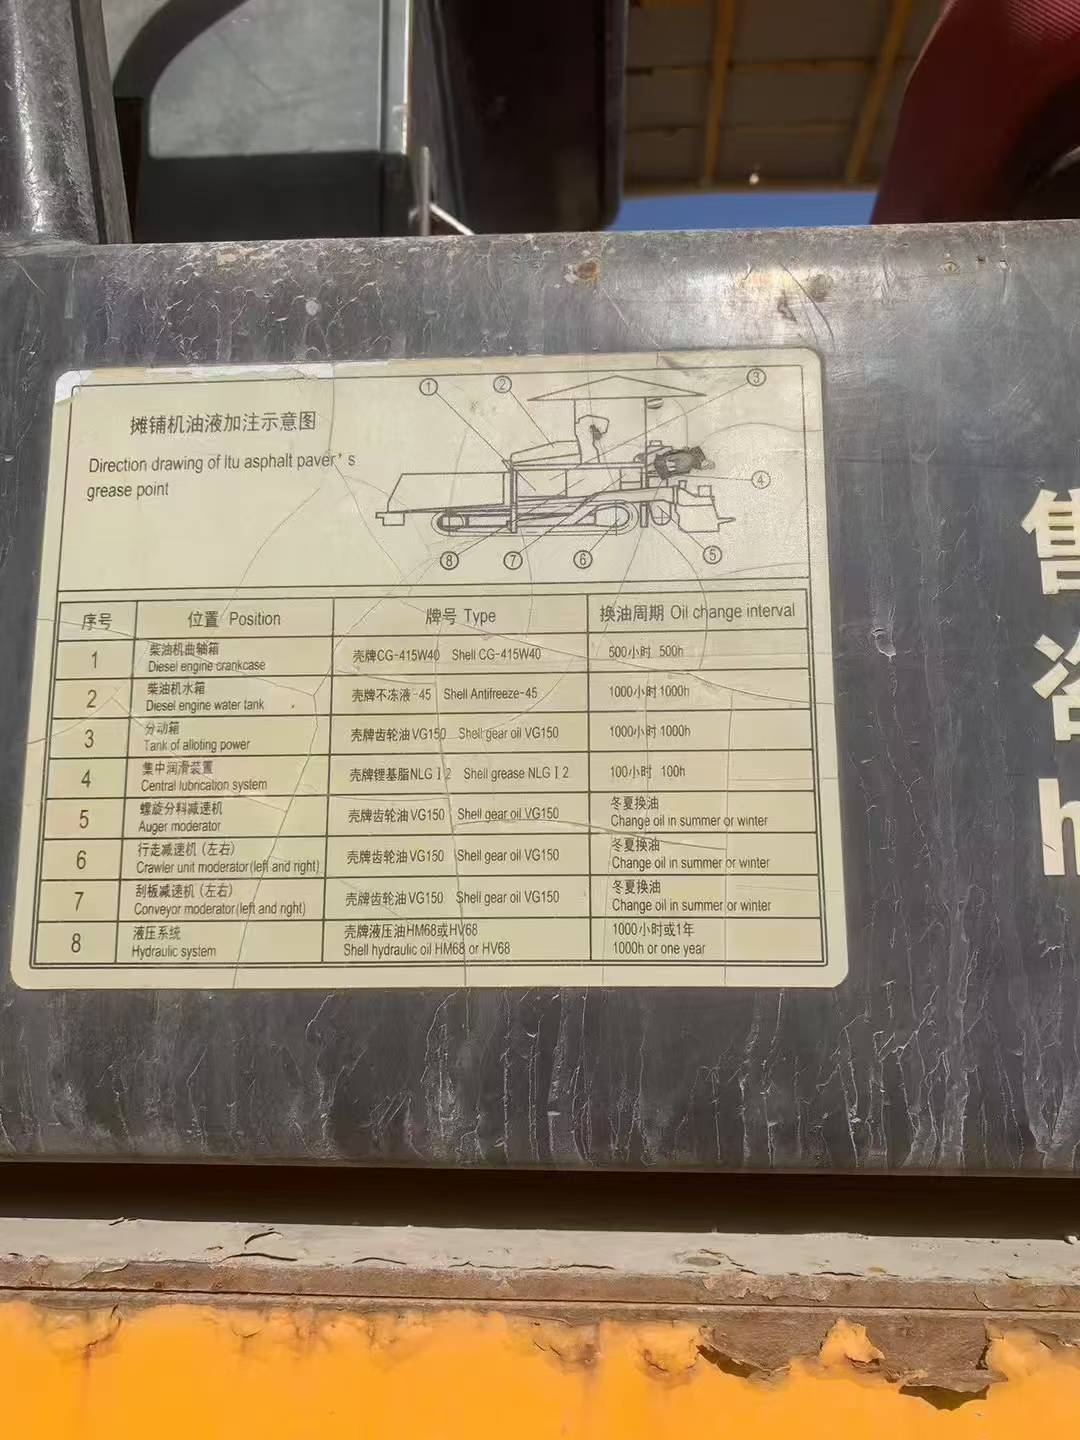 摊铺机油液加注示意图
Direction drawing of ltu asphalt paver's
grease point
① ② ③
④
⑧ ⑦ ⑥ ⑤
序号 位置 Position 牌号 Type 换油周期 Oil change interval
1 柴油机曲轴箱 壳牌CG-415W40 Shell CG-415W40 500小时 500h
Diesel engine crankcase
2 柴油机水箱 壳牌不冻液-45 Shell Antifreeze-45 1000小时 1000h
Diesel engine water tank
3 分动箱 壳牌齿轮油VG150 Shell gear oil VG150 1000小时 1000h
Tank of alloting power
4 集中润滑装置 壳牌锂基脂NLGⅠ2 Shell grease NLGⅠ2 100小时 100h
Central lubrication system
5 螺旋分料减速机 壳牌齿轮油VG150 Shell gear oil VG150 冬夏换油
Auger moderator Change oil in summer or winter
6 行走减速机(左右) 壳牌齿轮油VG150 Shell gear oil VG150 冬夏换油
Crawler unit moderator(left and right) Change oil in summer or winter
7 刮板减速机(左右) 壳牌齿轮油VG150 Shell gear oil VG150 冬夏换油
Conveyor moderator(left and right) Change oil in summer or winter
8 液压系统 壳牌液压油HM68或HV68 1000小时或1年
Hydraulic system Shell hydraulic oil HM68 or HV68 1000h or one year
售
h